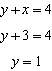 y + x = 4
y + 3 = 4
y = 1